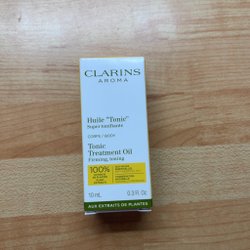 CLARINS
AROMA
Huile "Tonic"
Super tonifiante
CORPS / BODY
Tonic
Treatment Oil
Firming, toning
100%
10 mL 0.3 Fl. Oz.
AUX EXTRAITS DE PLANTES